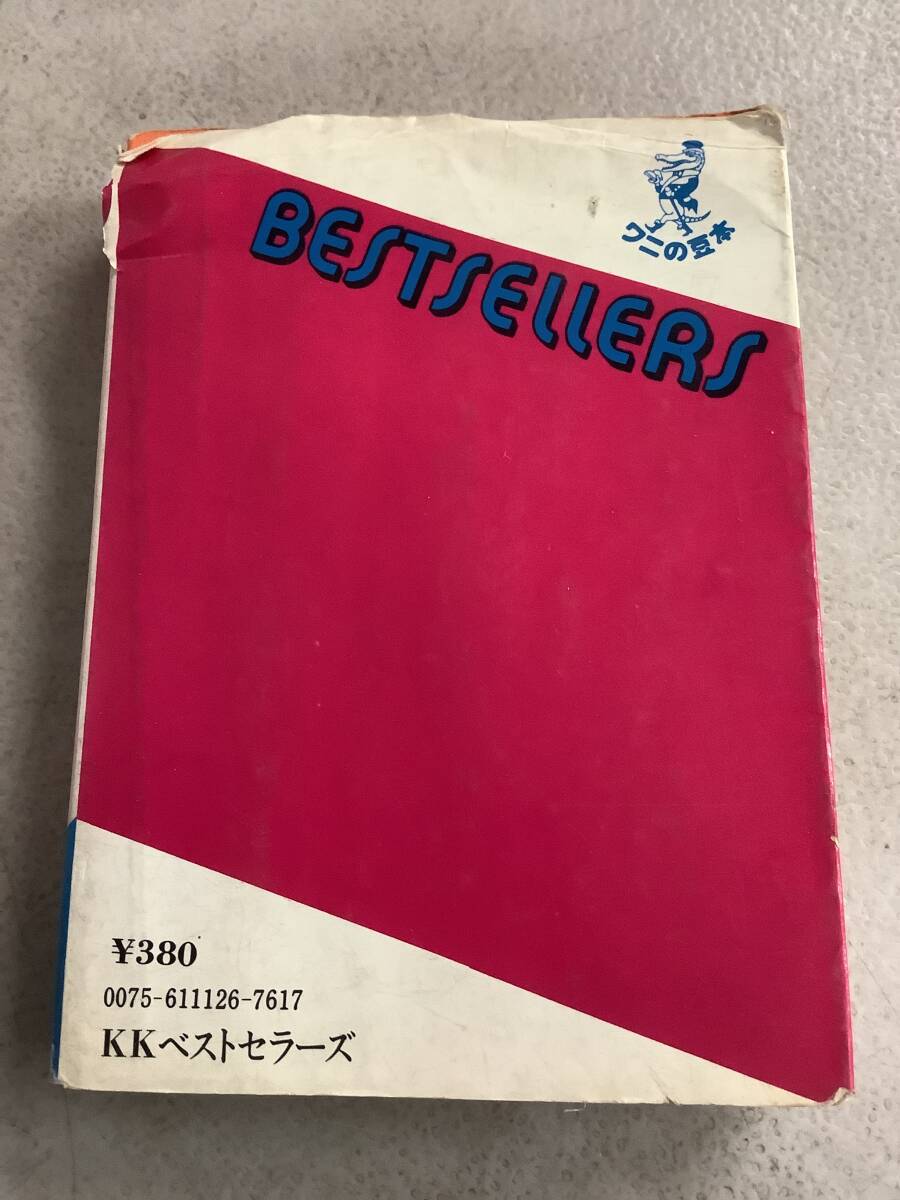 ワニの豆本
BESTSELLERS
¥380
0075-611126-7617
KKベストセラーズ